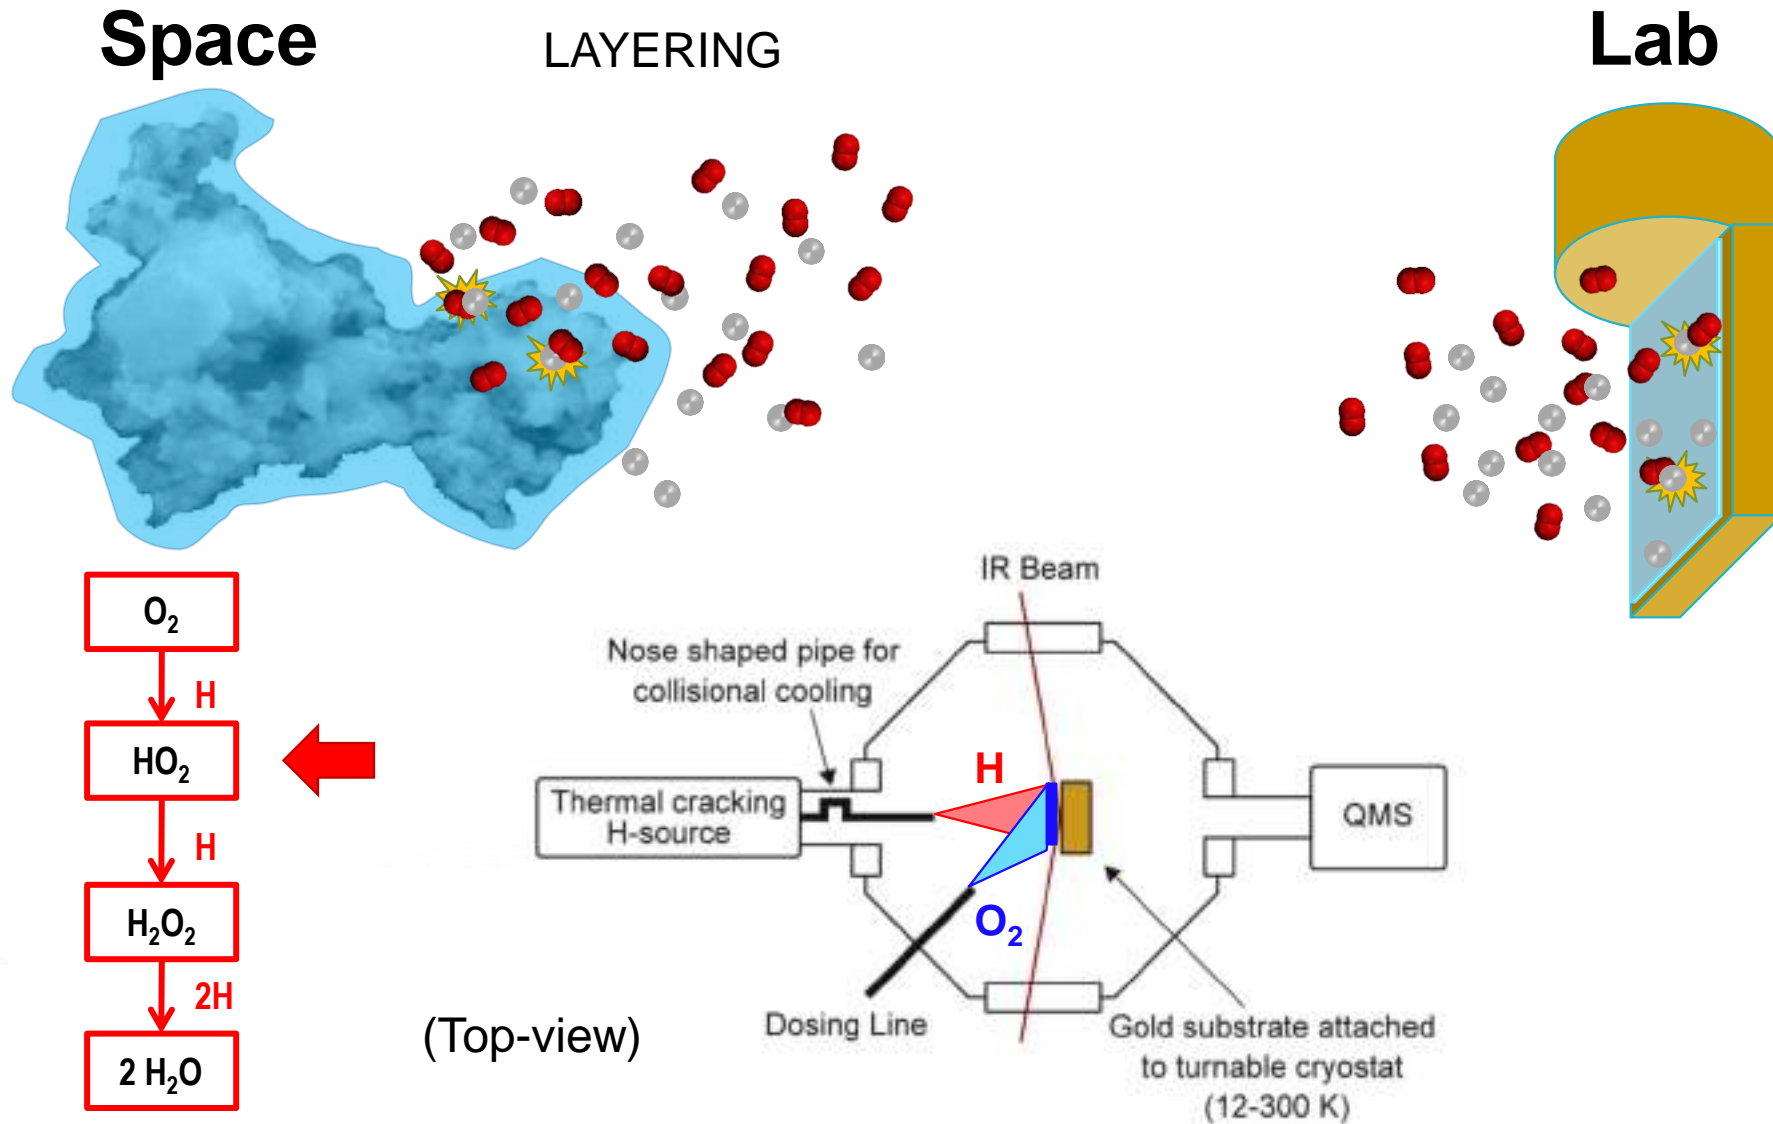 Space
LAYERING
Lab
O₂
H
HO₂
H
H₂O₂
2H
2 H₂O
(Top-view)
IR Beam
Nose shaped pipe for
collisional cooling
Thermal cracking
H-source
H
O₂
QMS
Dosing Line
Gold substrate attached
to turnable cryostat
(12-300 K)